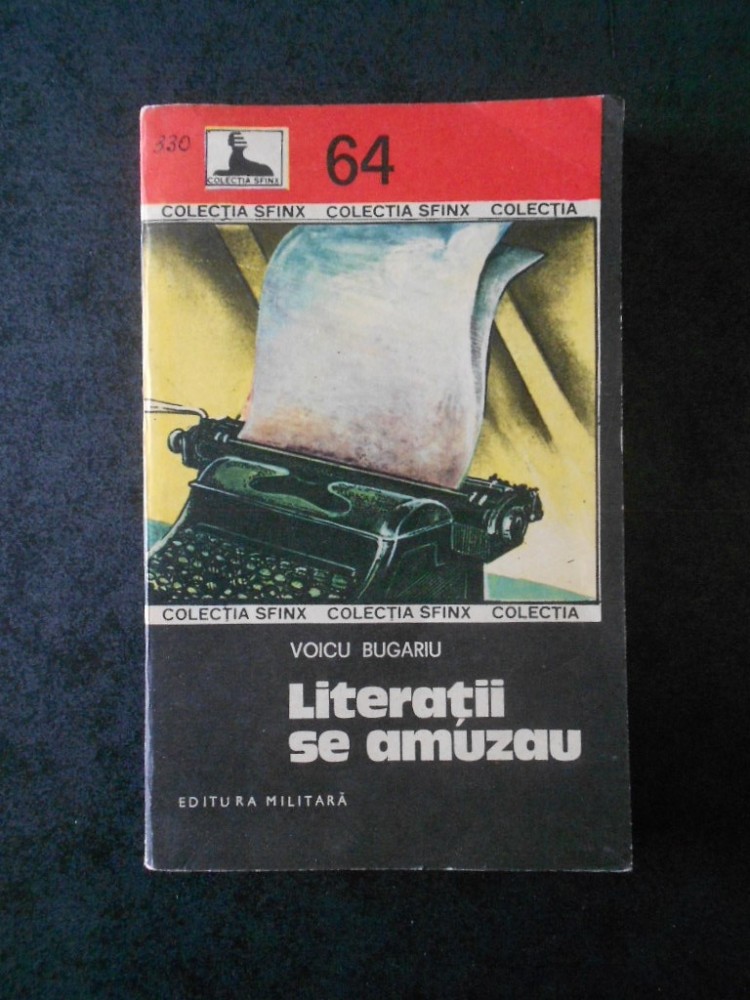 330
COLECȚIA SFINX
64
COLECȚIA SFINX COLECȚIA SFINX COLECȚIA
COLECȚIA SFINX COLECȚIA SFINX COLECȚIA
VOICU BUGARIU
Literații
se amuzau
EDITURA MILITARĂ